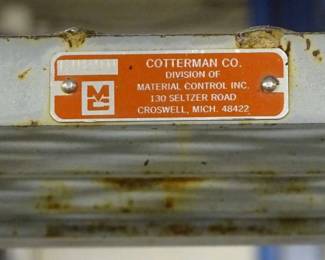 COTTERMAN CO.
DIVISION OF
MATERIAL CONTROL INC.
130 SELTZER ROAD
CROSWELL, MICH. 48422